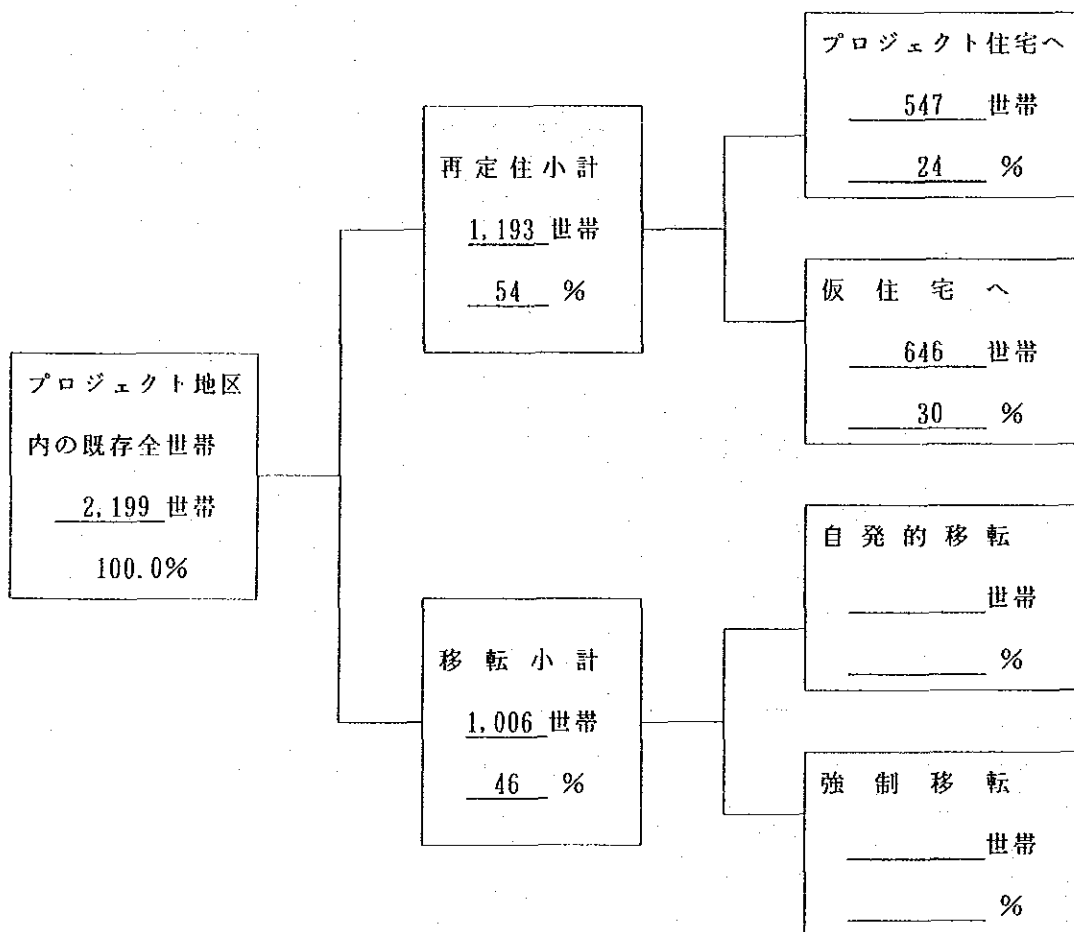 プロジェクト地区
内の既存全世帯
2,199 世帯
100.0%
再定住小計
1,193 世帯
54 %
移転小計
1,006 世帯
46 %
プロジェクト住宅へ
547 世帯
24 %
仮住宅へ
646 世帯
30 %
自発的移転
世帯
%
強制移転
世帯
%